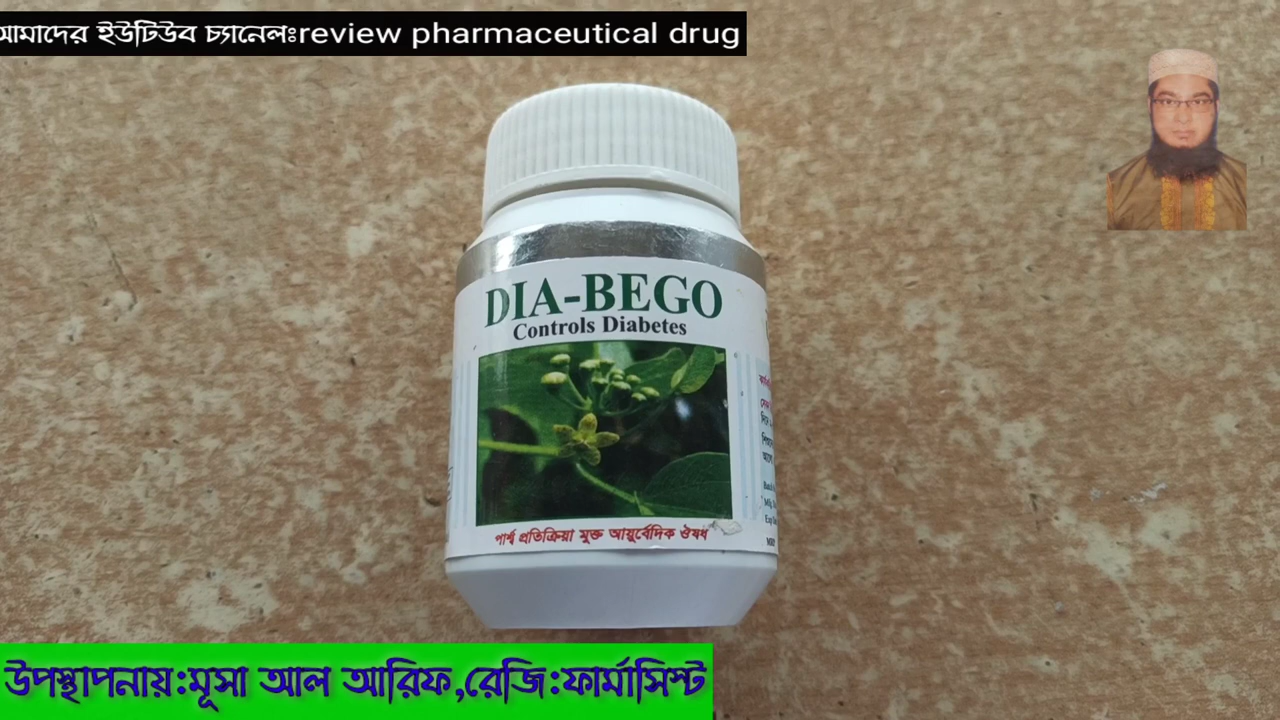 আমাদের ইউটিউব চ্যানেলঃreview pharmaceutical drug
DIA-BEGO
Controls Diabetes
পার্শ্ব প্রতিক্রিয়া মুক্ত আয়ুর্বেদিক ঔষধ
উপস্থাপনায়:মূসা আল আরিফ,রেজি:ফার্মাসিস্ট